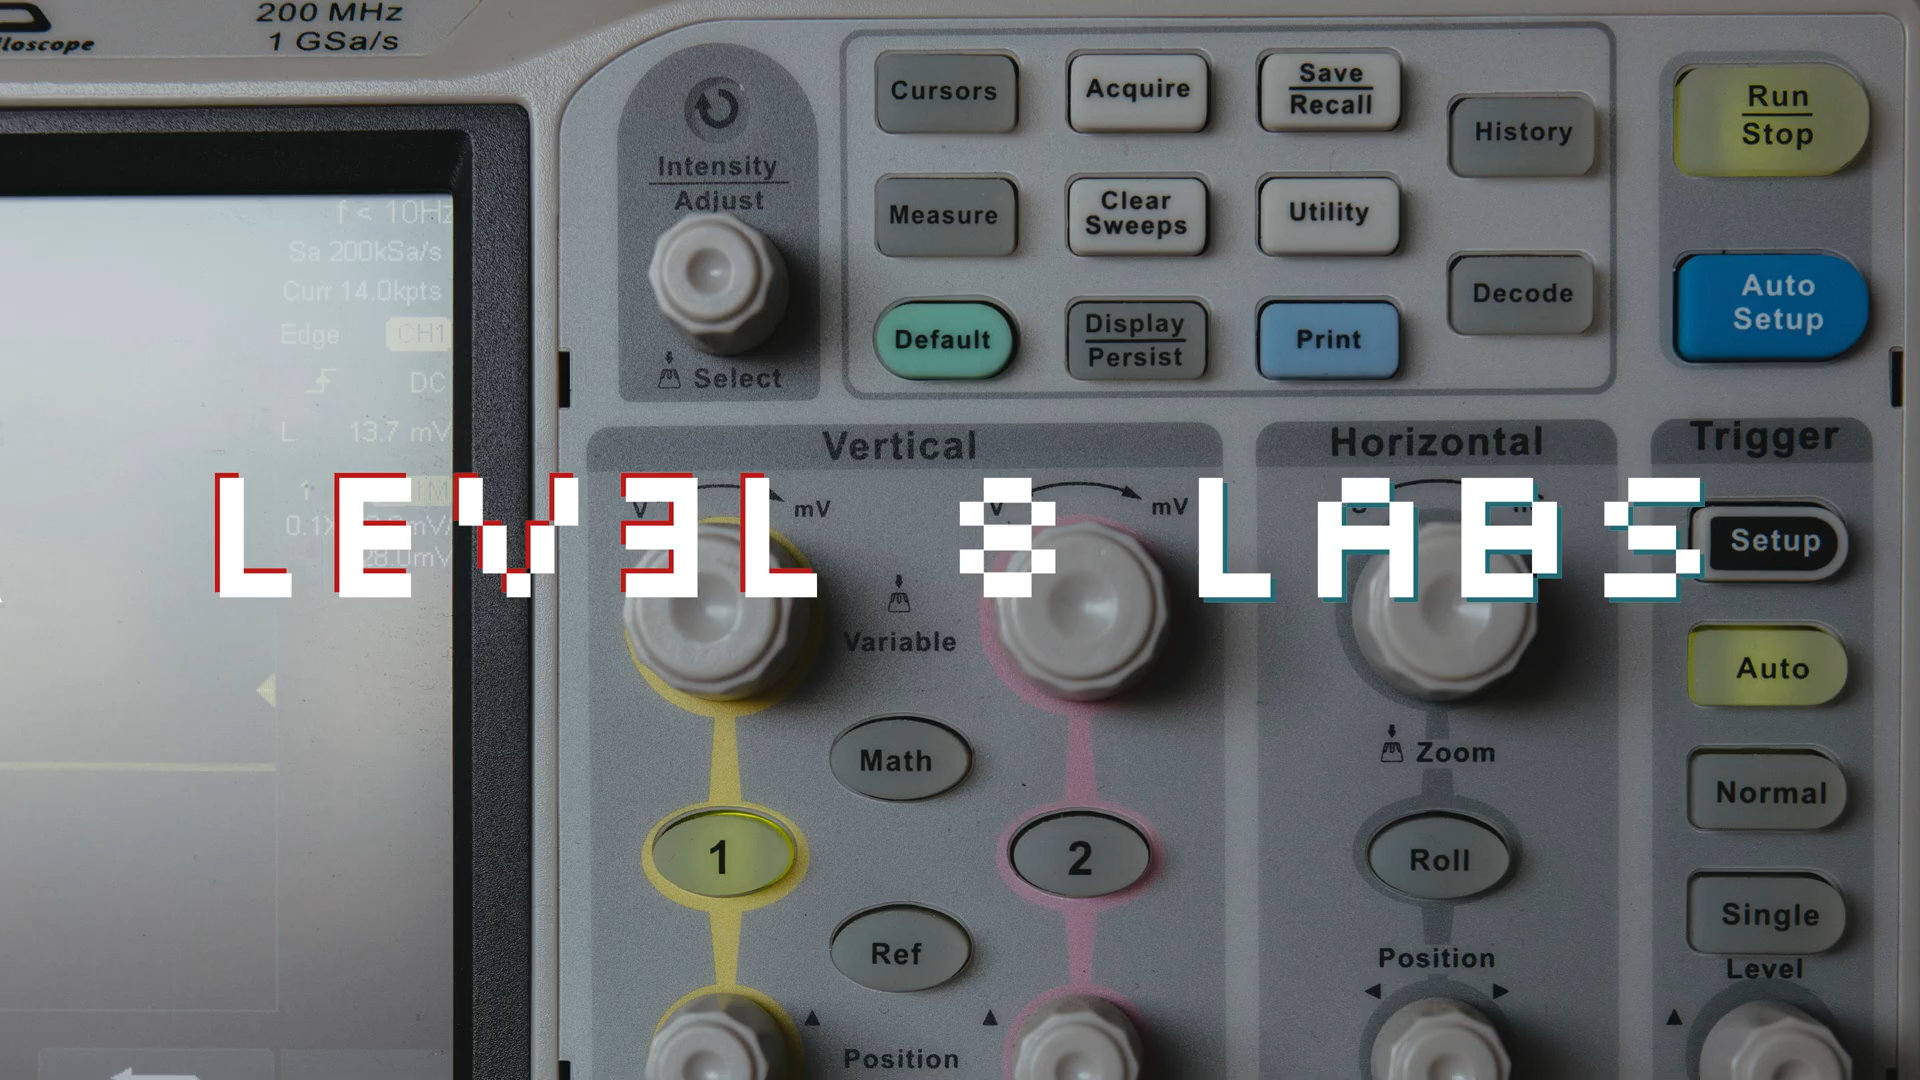 200 MHz
1 GSa/s
Intensity
Adjust
Select
Cursors
Acquire
Save
Recall
History
Run
Stop
Measure
Clear
Sweeps
Utility
Default
Display
Persist
Print
Decode
Auto
Setup
f < 10Hz
Sa 200kSa/s
Curr 14.0kpts
Edge CH1
DC
L 13.7 mV
Vertical
Horizontal
Trigger
V mV
V mV
LEVƎL 8 LABS
Variable
Setup
Auto
Math
Zoom
Normal
1
2
Roll
Single
Ref
Position
Level
Position